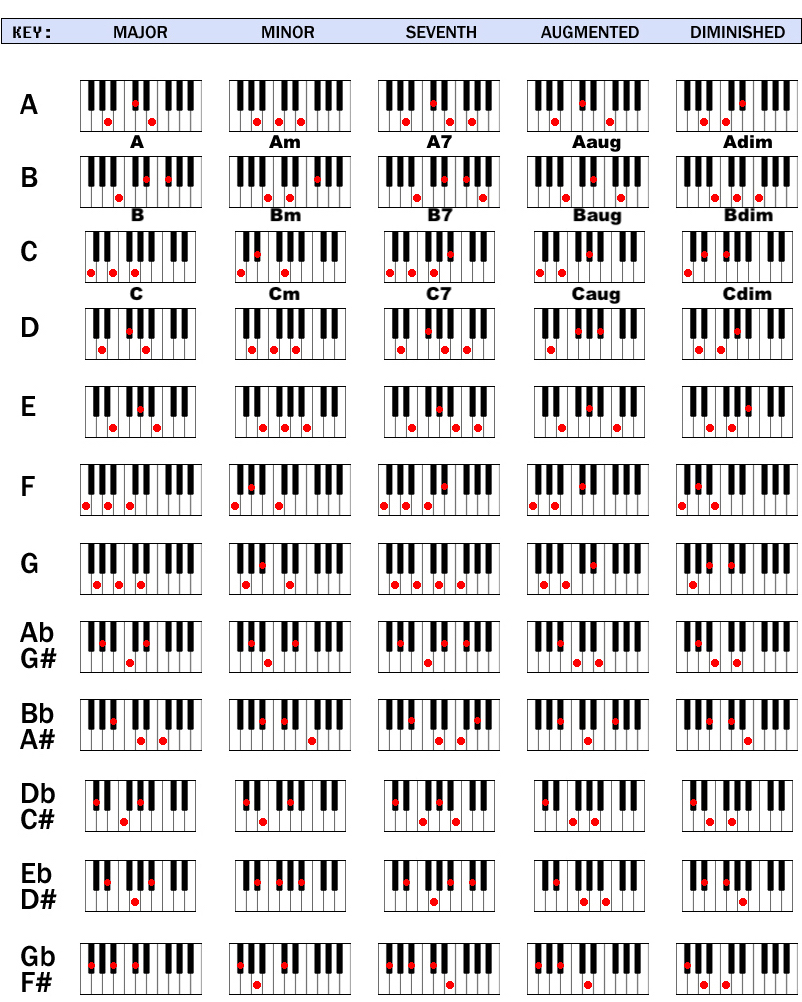 KEY: MAJOR MINOR SEVENTH AUGMENTED DIMINISHED
A
A Am A7 Aaug Adim
B
B Bm B7 Baug Bdim
C
C Cm C7 Caug Cdim
D
E
F
G
Ab
G#
Bb
A#
Db
C#
Eb
D#
Gb
F#